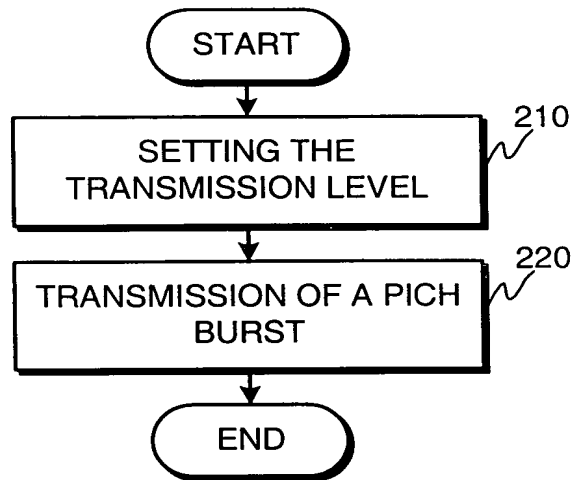 START
210
SETTING THE
TRANSMISSION LEVEL
220
TRANSMISSION OF A PICH
BURST
END